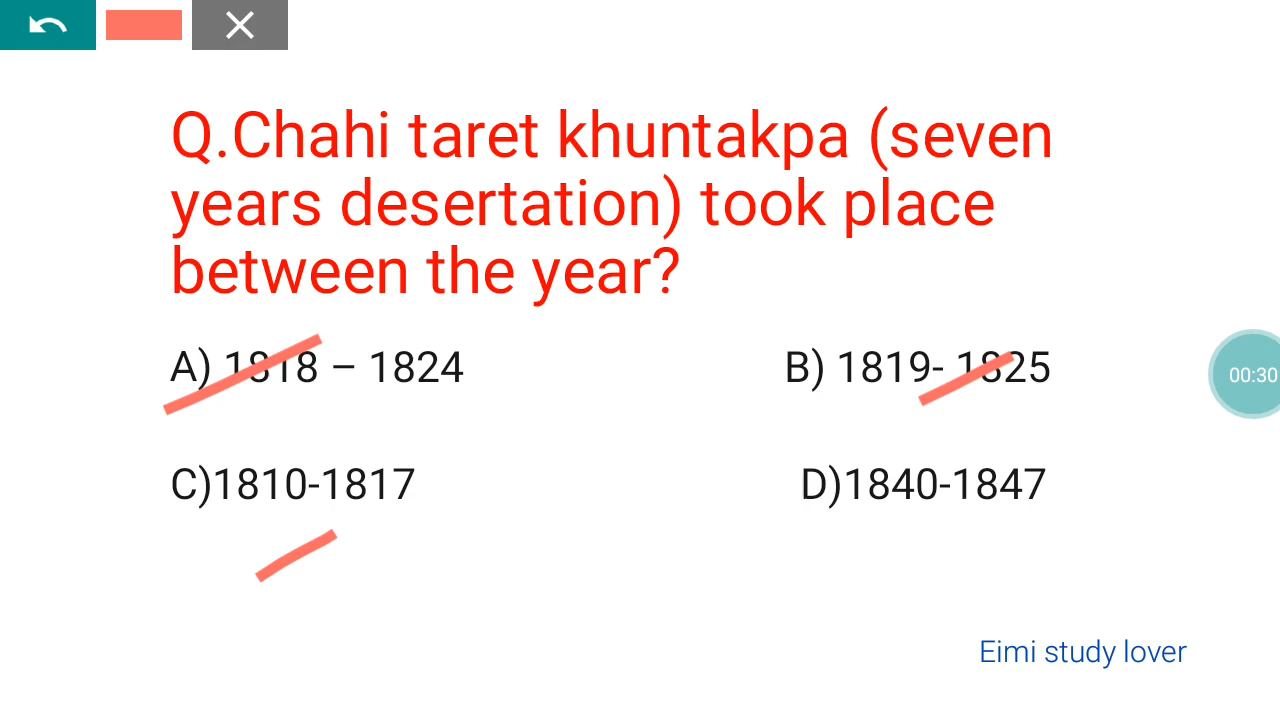 Q.Chahi taret khuntakpa (seven
years desertation) took place
between the year?
A) 1818 – 1824
B) 1819- 1825
C)1810-1817
D)1840-1847
00:30
Eimi study lover